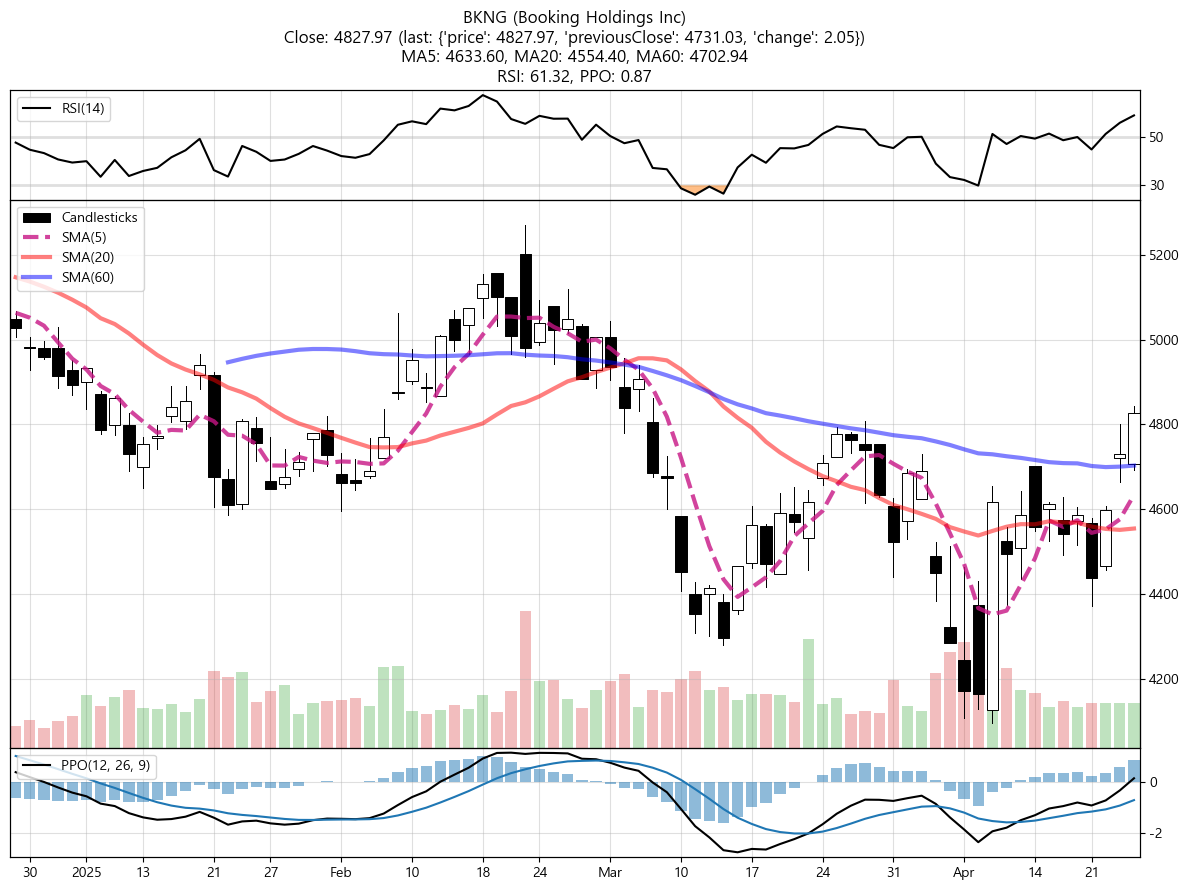 BKNG (Booking Holdings Inc)
Close: 4827.97 (last: {'price': 4827.97, 'previousClose': 4731.03, 'change': 2.05})
MA5: 4633.60, MA20: 4554.40, MA60: 4702.94
RSI: 61.32, PPO: 0.87
RSI(14)
50
30
Candlesticks
SMA(5)
SMA(20)
SMA(60)
5200
5000
4800
4600
4400
4200
PPO(12, 26, 9)
0
-2
30 2025 13 21 27 Feb 10 18 24 Mar 10 17 24 31 Apr 14 21